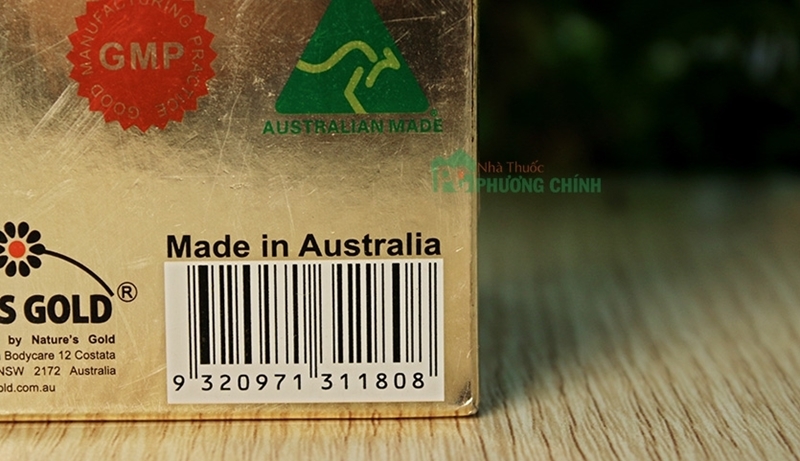 GOOD MANUFACTURING PRACTICE
GMP
AUSTRALIAN MADE
Nhà Thuốc
PHƯƠNG CHÍNH
Made in Australia
S GOLD®
by Nature's Gold
Bodycare 12 Costata
NSW 2172 Australia
old.com.au
9 320971 311808